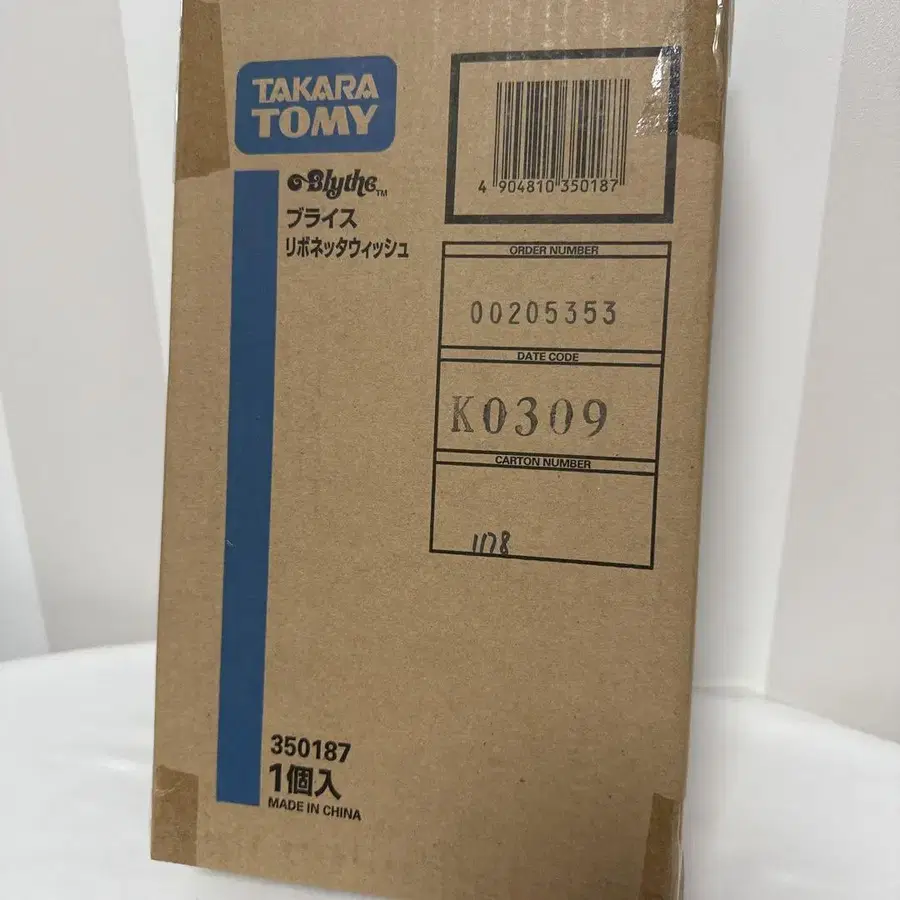 TAKARA
TOMY
Blythe™
ブライス
リボネッタウィッシュ
4 904810 350187
ORDER NUMBER
00205353
DATE CODE
K0309
CARTON NUMBER
1178
350187
1個入
MADE IN CHINA